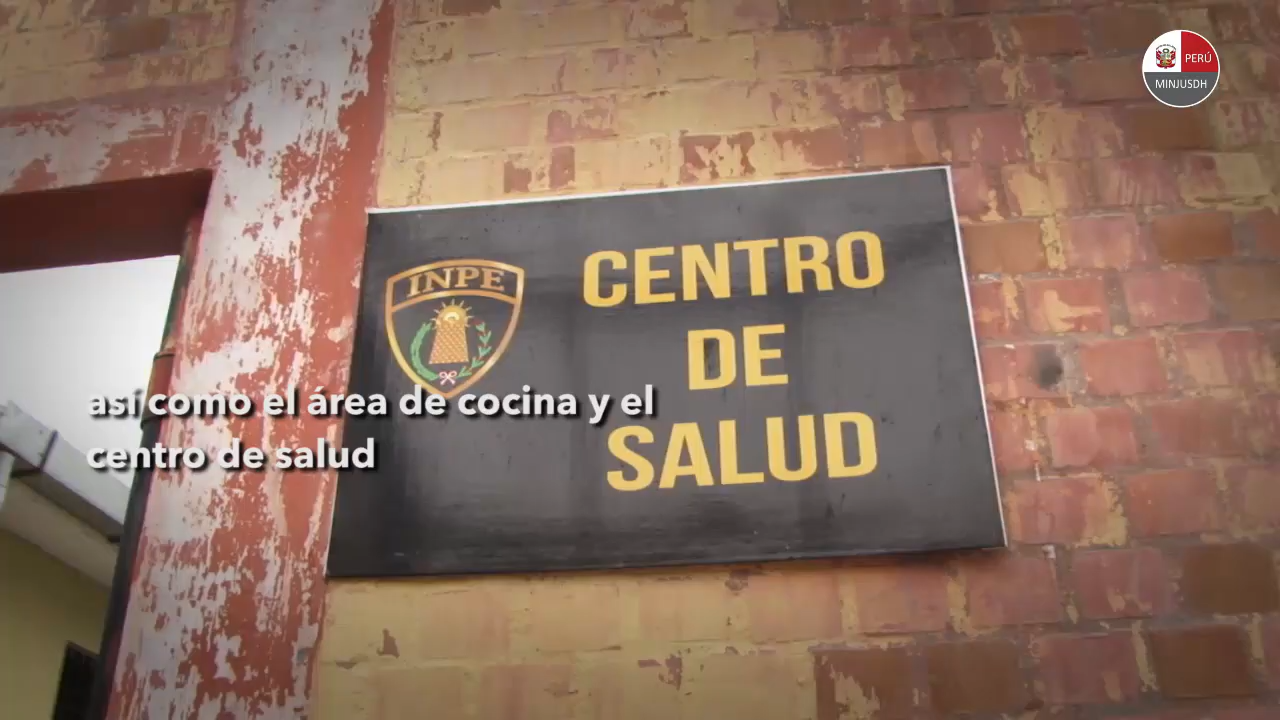 PERÚ
MINJUSDH
INPE
CENTRO
DE
SALUD
así como el área de cocina y el
centro de salud